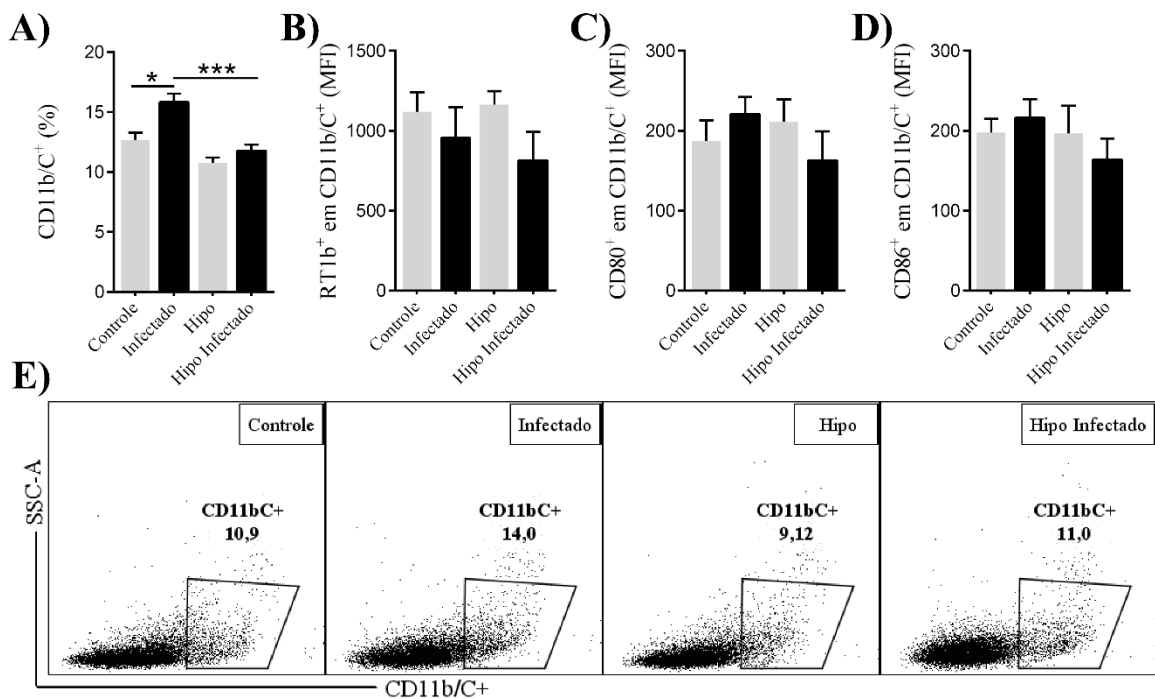 A)
CD11b/C⁺ (%)
20
15
10
5
0
*
***
Controle
Infectado
Hipo
Hipo Infectado
B)
RT1b⁺ em CD11b/C⁺ (MFI)
1500
1000
500
0
Controle
Infectado
Hipo
Hipo Infectado
C)
CD80⁺ em CD11b/C⁺ (MFI)
300
200
100
0
Controle
Infectado
Hipo
Hipo Infectado
D)
CD86⁺ em CD11b/C⁺ (MFI)
300
200
100
0
Controle
Infectado
Hipo
Hipo Infectado
E)
SSC-A
Controle
CD11bC+
10,9
Infectado
CD11bC+
14,0
Hipo
CD11bC+
9,12
Hipo Infectado
CD11bC+
11,0
CD11b/C+